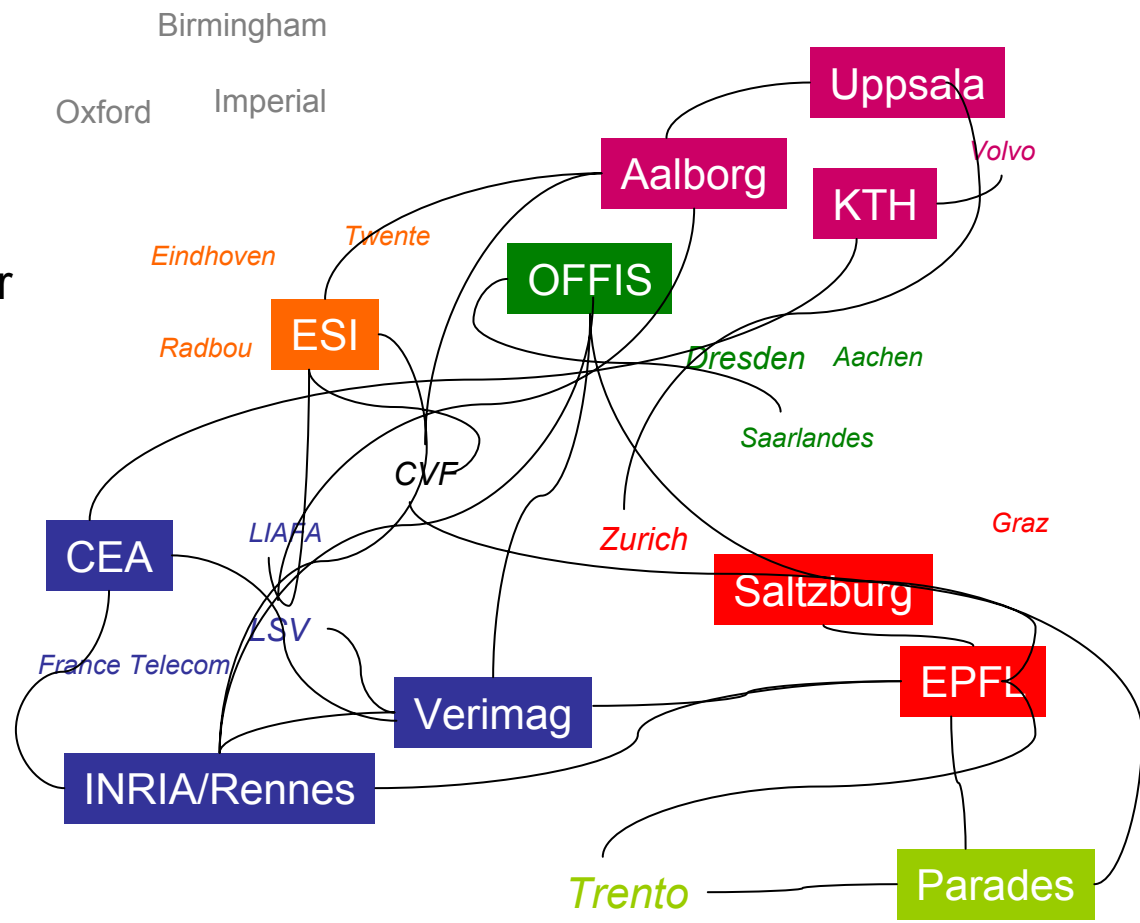 Birmingham
Uppsala
Oxford
Imperial
Volvo
Aalborg
KTH
Twente
Eindhoven
OFFIS
r
ESI
Radbou
Dresden
Aachen
Saarlandes
CVF
LIAFA
Zurich
Graz
CEA
Saltzburg
LSV
France Telecom
EPFL
Verimag
INRIA/Rennes
Trento
Parades